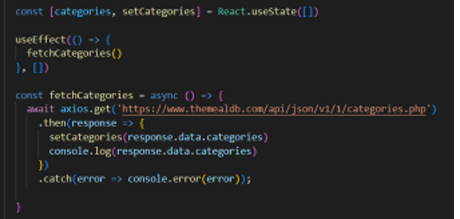 const [categories, setCategories] = React.useState([])
useEffect(() => {
fetchCategories()
}, [])
const fetchCategories = async () => {
await axios.get('https://www.themealdb.com/api/json/v1/1/categories.php')
.then(response => {
setCategories(response.data.categories)
console.log(response.data.categories)
})
.catch(error => console.error(error));
}